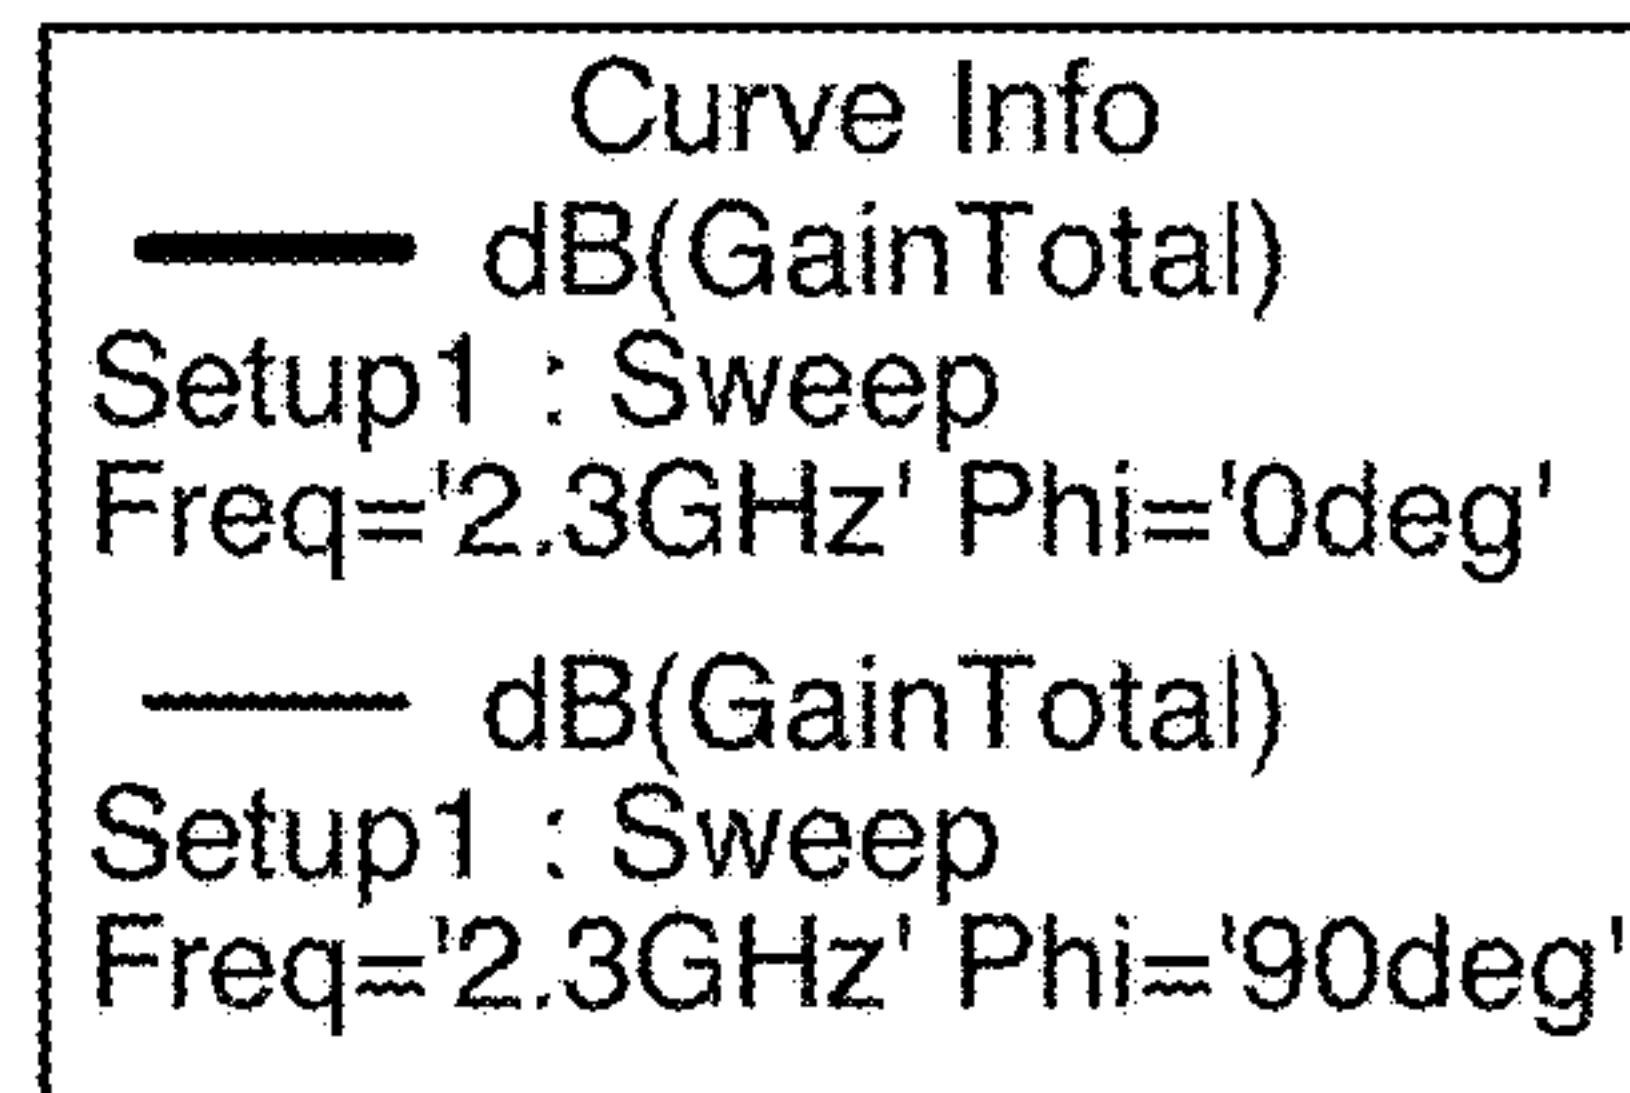 Curve Info
dB(GainTotal)
Setup1 : Sweep
Freq='2.3GHz' Phi='0deg'
dB(GainTotal)
Setup1 : Sweep
Freq='2.3GHz' Phi='90deg'